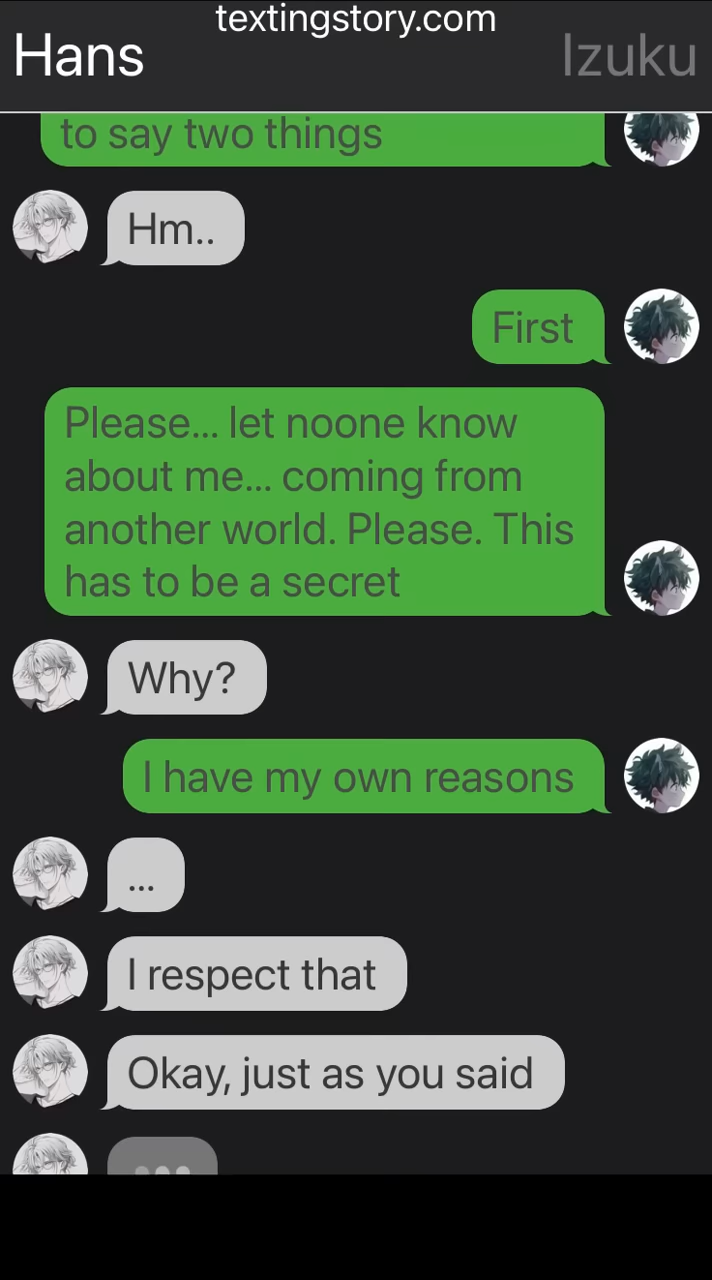 textingstory.com
Hans
Izuku
to say two things
Hm..
First
Please... let noone know
about me... coming from
another world. Please. This
has to be a secret
Why?
I have my own reasons
...
I respect that
Okay, just as you said